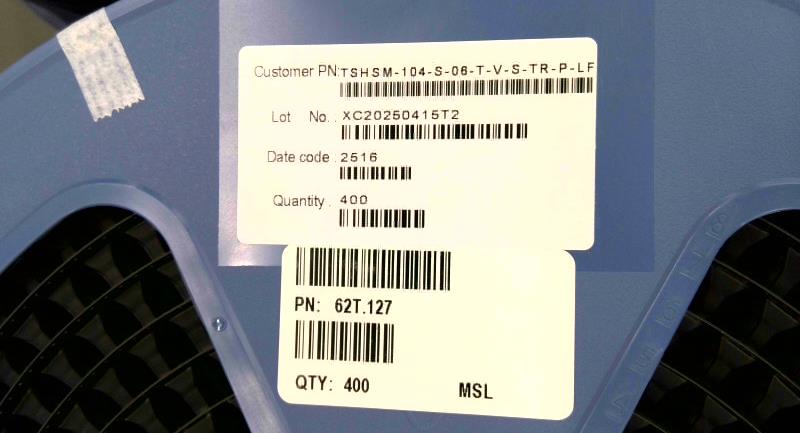 Customer PN:TSHSM-104-S-06-T-V-S-TR-P-LF
Lot No. : XC20250415T2
Date code : 2516
Quantity : 400
PN: 62T.127
QTY: 400 MSL